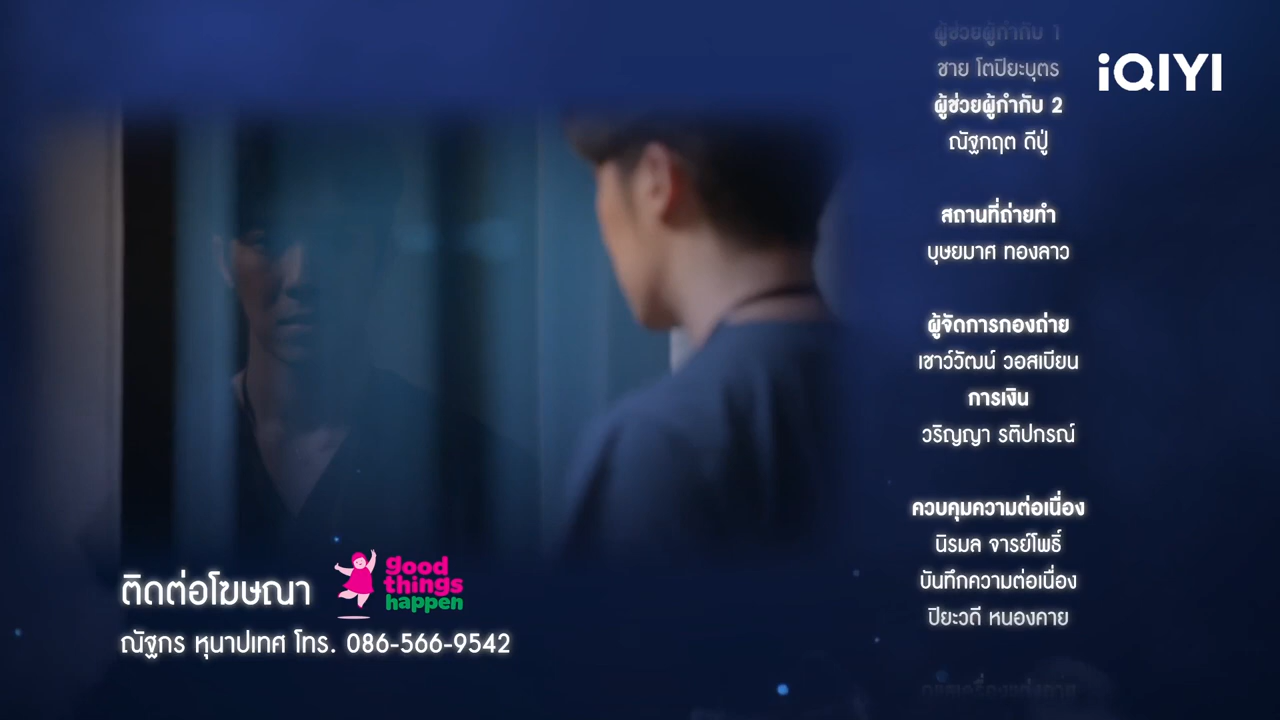 ผู้ช่วยผู้กำกับ 1
ชาย โตปิยะบุตร
ผู้ช่วยผู้กำกับ 2
ณัฐกฤต ดีปู่
สถานที่ถ่ายทำ
บุษยมาศ ทองลาว
ผู้จัดการกองถ่าย
เชาว์วัฒน์ วอสเบียน
การเงิน
วริญญา รติปกรณ์
ควบคุมความต่อเนื่อง
นิรมล จารย์โพธิ์
บันทึกความต่อเนื่อง
ปิยะวดี หนองคาย
iQIYI
ติดต่อโฆษณา
good
things
happen
ณัฐกร หุนาปเทศ โทร. 086-566-9542